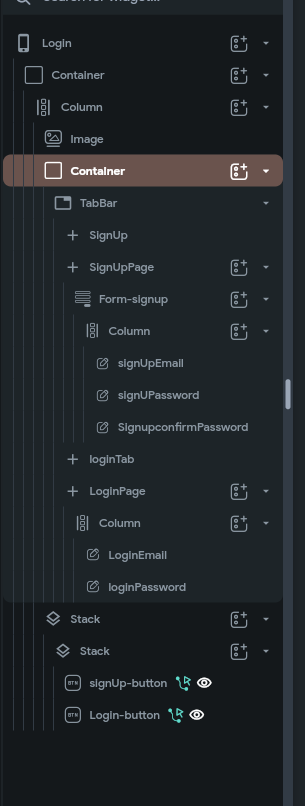 Search for widget...
Login
Container
Column
Image
Container
TabBar
SignUp
SignUpPage
Form-signup
Column
signUpEmail
signUPassword
SignupconfirmPassword
loginTab
LoginPage
Column
LoginEmail
loginPassword
Stack
Stack
BTN signUp-button
BTN Login-button